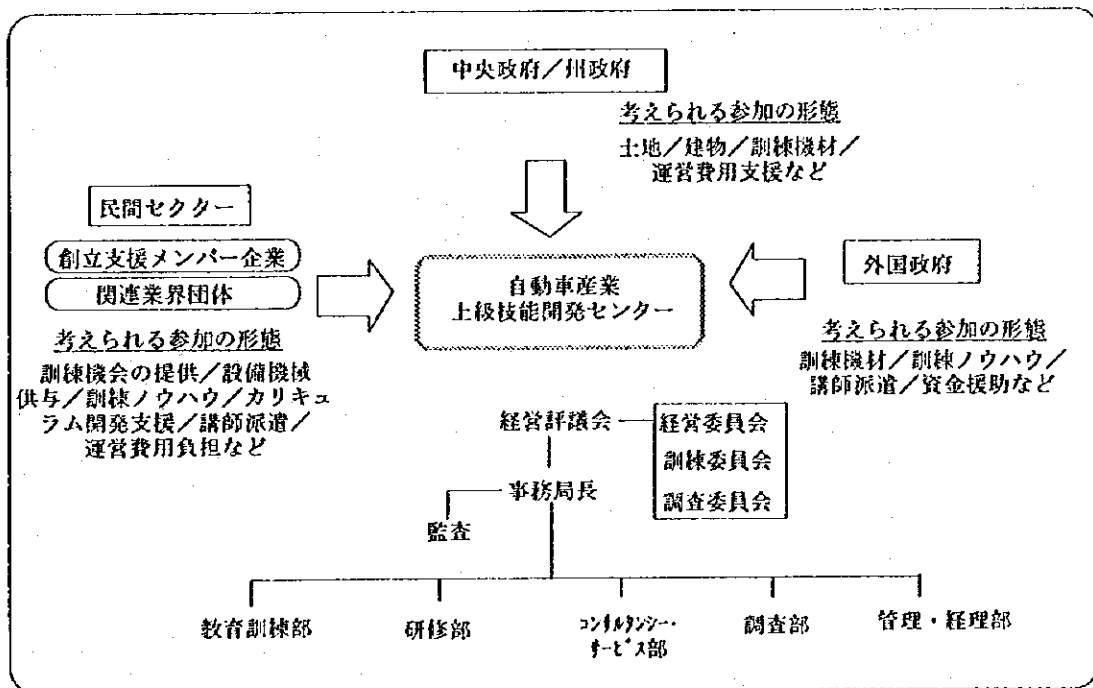 中央政府／州政府
考えられる参加の形態
土地／建物／訓練機材／
運営費用支援など
民間セクター
創立支援メンバー企業
関連業界団体
考えられる参加の形態
訓練機会の提供／設備機械
供与／訓練ノウハウ／カリキュ
ラム開発支援／講師派遣／
運営費用負担など
自動車産業
上級技能開発センター
外国政府
考えられる参加の形態
訓練機材／訓練ノウハウ／
講師派遣／資金援助など
経営評議会
経営委員会
訓練委員会
調査委員会
事務局長
監査
教育訓練部
研修部
ｺﾝｻﾙﾀﾝｼｰ・
ｻｰﾋﾞｽ部
調査部
管理・経理部